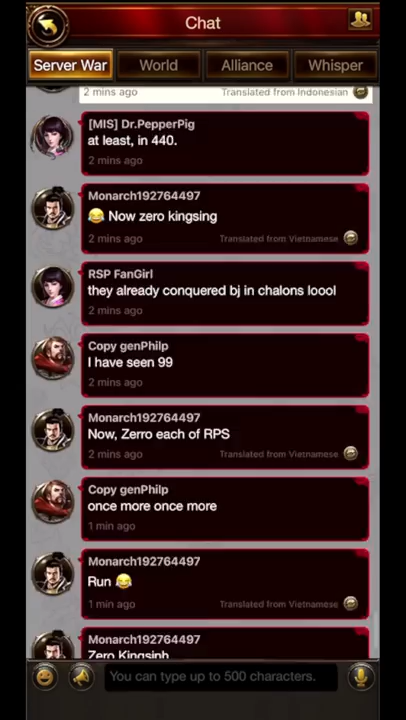 Chat
Server War
World
Alliance
Whisper
2 mins ago
Translated from Indonesian
[MIS] Dr.PepperPig
at least, in 440.
2 mins ago
Monarch192764497
😂 Now zero kingsing
2 mins ago
Translated from Vietnamese
RSP FanGirl
they already conquered bj in chalons loool
2 mins ago
Copy genPhilp
I have seen 99
2 mins ago
Monarch192764497
Now, Zerro each of RPS
2 mins ago
Translated from Vietnamese
Copy genPhilp
once more once more
1 min ago
Monarch192764497
Run 😂
1 min ago
Translated from Vietnamese
Monarch192764497
Zero Kingsinh
You can type up to 500 characters.